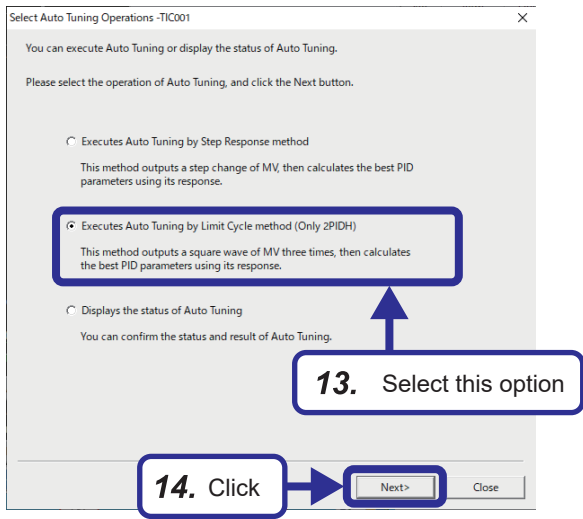 Select Auto Tuning Operations -TIC001
You can execute Auto Tuning or display the status of Auto Tuning.
Please select the operation of Auto Tuning, and click the Next button.
Executes Auto Tuning by Step Response method
This method outputs a step change of MV, then calculates the best PID
parameters using its response.
Executes Auto Tuning by Limit Cycle method (Only 2PIDH)
This method outputs a square wave of MV three times, then calculates
the best PID parameters using its response.
Displays the status of Auto Tuning
You can confirm the status and result of Auto Tuning.
13. Select this option
14. Click
Next>
Close